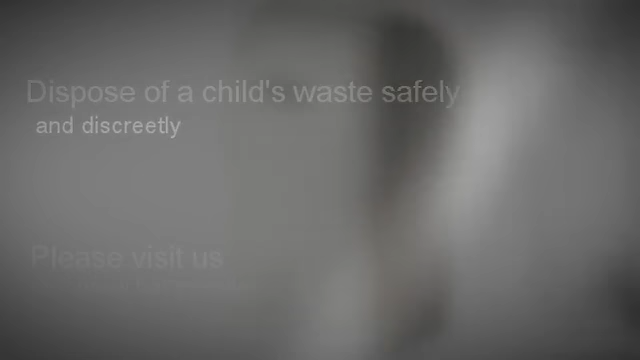 Dispose of a child's waste safely
and discreetly
Please visit us